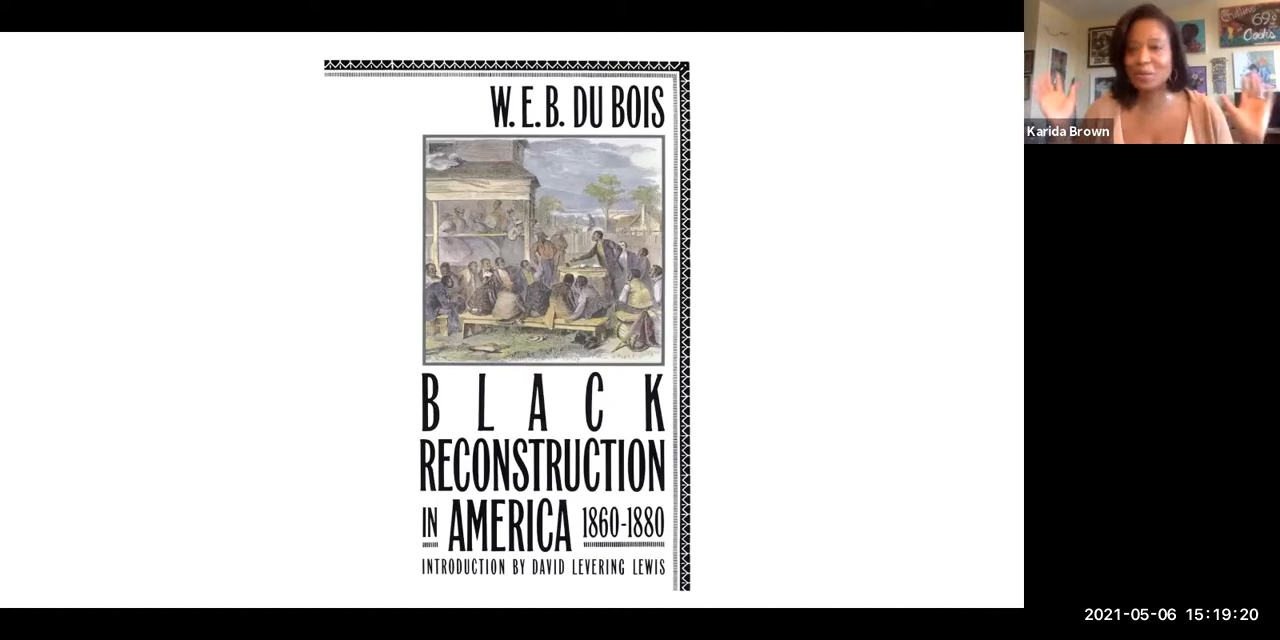 W. E. B. DU BOIS
BLACK
RECONSTRUCTION
IN AMERICA 1860-1880
INTRODUCTION BY DAVID LEVERING LEWIS
69¢
Karida Brown
2021-05-06 15:19:20